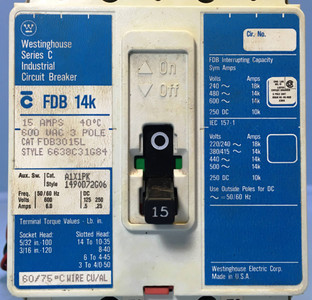 Westinghouse
Series C
Industrial
Circuit Breaker
FDB 14k
15 AMPS 40°C
600 VAC 3 POLE
CAT FDB3015L
STYLE 6638C31G84
Aux. Sw. Cat. A1X1PK
Style 1490D72G06
Freq. 50/60 Hz DC
Volts 600 125 250
Amps 6.0 .5 .25
Terminal Torque Values - Lb. in.
Socket Head: Slotted Head:
5/32 in.-100 14 To 10-35
3/16 in.-120 8-40
6 To 4-45
3 To 4/0-50
60/75°C WIRE CU/AL
On
Off
O
15
Cir. No.
FDB Interrupting Capacity
Sym Amps
Volts 50/60 Hz
240 18k
480 14k
600 14k
250 DC 10k
IEC 157-1
Volts P-1
220/240 18k
380/415 14k
440 14k
250 DC 10k
Use Outside Poles for DC
50/60Hz
Westinghouse Electric Corp.
Made in U.S.A.